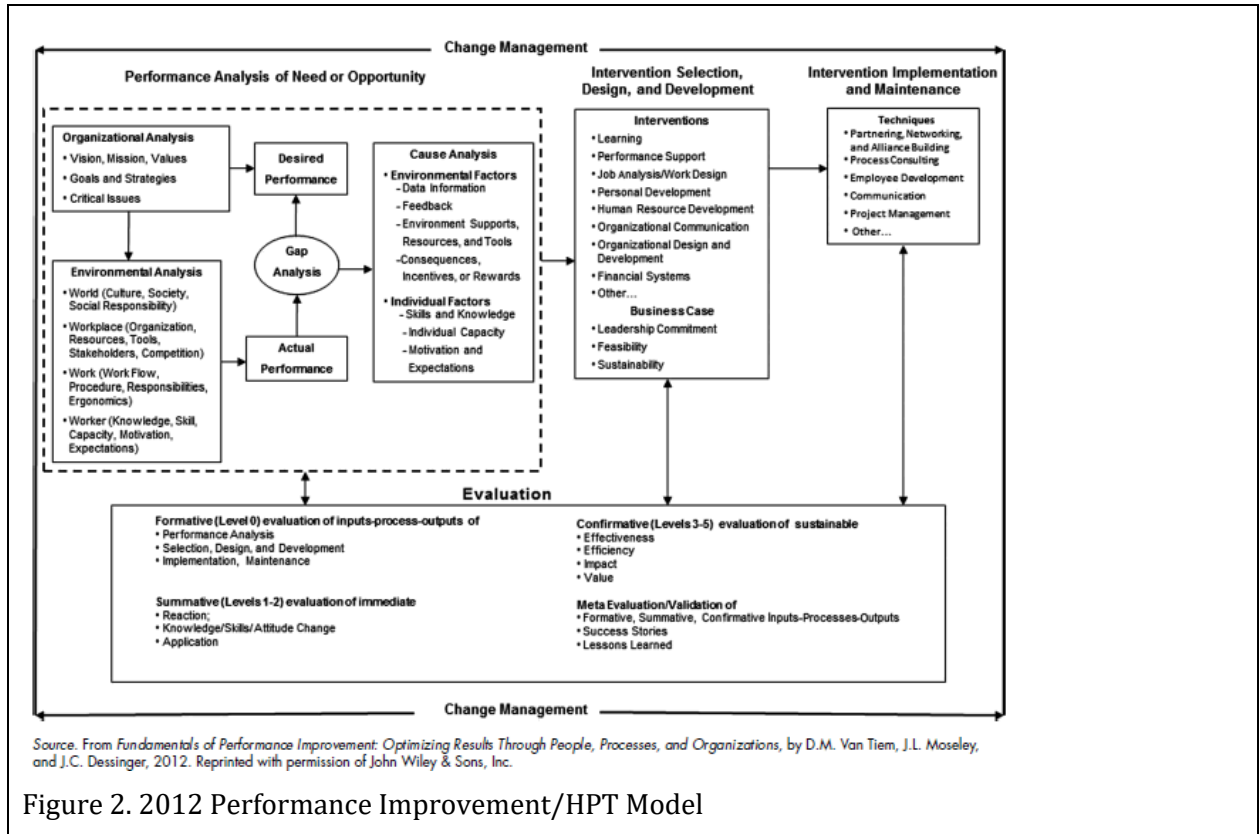 Change Management
Performance Analysis of Need or Opportunity
Intervention Selection,
Design, and Development
Intervention Implementation
and Maintenance
Organizational Analysis
• Vision, Mission, Values
• Goals and Strategies
• Critical Issues
Environmental Analysis
• World (Culture, Society,
Social Responsibility)
• Workplace (Organization,
Resources, Tools,
Stakeholders, Competition)
• Work (Work Flow,
Procedure, Responsibilities,
Ergonomics)
• Worker (Knowledge, Skill,
Capacity, Motivation,
Expectations)
Desired
Performance
Gap
Analysis
Actual
Performance
Cause Analysis
• Environmental Factors
– Data Information
– Feedback
– Environment Supports,
Resources, and Tools
– Consequences,
Incentives, or Rewards
• Individual Factors
– Skills and Knowledge
– Individual Capacity
– Motivation and
Expectations
Interventions
• Learning
• Performance Support
• Job Analysis/Work Design
• Personal Development
• Human Resource Development
• Organizational Communication
• Organizational Design and
Development
• Financial Systems
• Other...
Business Case
• Leadership Commitment
• Feasibility
• Sustainability
Techniques
• Partnering, Networking,
and Alliance Building
• Process Consulting
• Employee Development
• Communication
• Project Management
• Other...
Evaluation
Formative (Level 0) evaluation of inputs-process-outputs of
• Performance Analysis
• Selection, Design, and Development
• Implementation, Maintenance
Summative (Levels 1-2) evaluation of immediate
• Reaction;
• Knowledge/Skills/Attitude Change
• Application
Confirmative (Levels 3-5) evaluation of sustainable
• Effectiveness
• Efficiency
• Impact
• Value
Meta Evaluation/Validation of
• Formative, Summative, Confirmative Inputs-Processes-Outputs
• Success Stories
• Lessons Learned
Change Management
Source. From Fundamentals of Performance Improvement: Optimizing Results Through People, Processes, and Organizations, by D.M. Van Tiem, J.L. Moseley,
and J.C. Dessinger, 2012. Reprinted with permission of John Wiley & Sons, Inc.
Figure 2. 2012 Performance Improvement/HPT Model